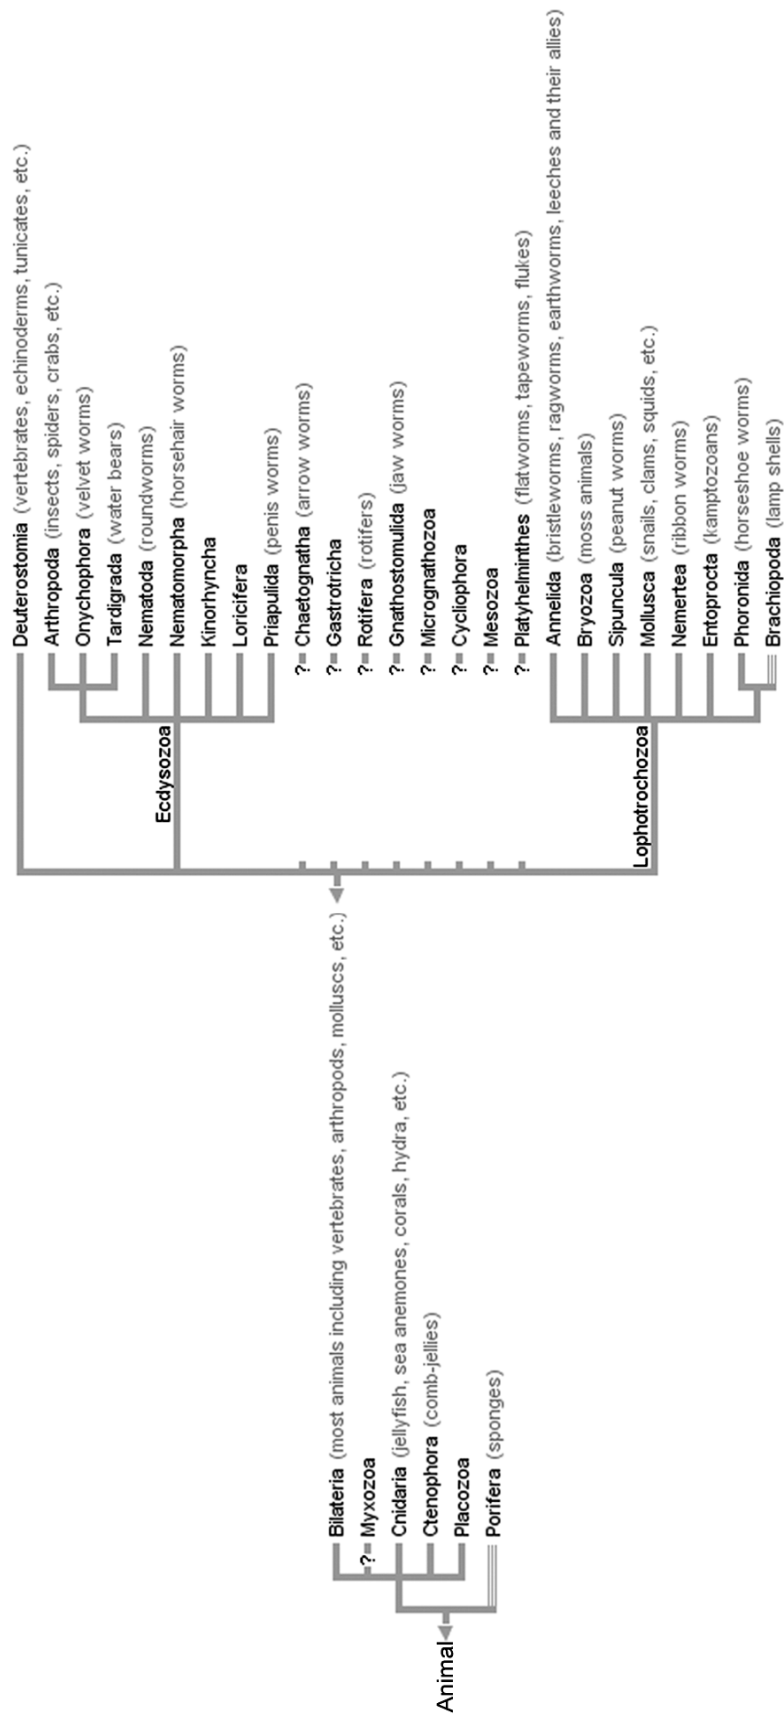 Deuterostomia (vertebrates, echinoderms, tunicates, etc.)
Arthropoda (insects, spiders, crabs, etc.)
Onychophora (velvet worms)
Tardigrada (water bears)
Nematoda (roundworms)
Nematomorpha (horsehair worms)
Kinorhyncha
Loricifera
Priapulida (penis worms)
Ecdysozoa
? Chaetognatha (arrow worms)
? Gastrotricha
? Rotifera (rotifers)
? Gnathostomulida (jaw worms)
? Micrognathozoa
? Cycliophora
? Mesozoa
? Platyhelminthes (flatworms, tapeworms, flukes)
Annelida (bristleworms, ragworms, earthworms, leeches and their allies)
Bryozoa (moss animals)
Sipuncula (peanut worms)
Mollusca (snails, clams, squids, etc.)
Nemertea (ribbon worms)
Entoprocta (kamptozoans)
Phoronida (horseshoe worms)
Brachiopoda (lamp shells)
Lophotrochozoa
Bilateria (most animals including vertebrates, arthropods, molluscs, etc.)
? Myxozoa
Cnidaria (jellyfish, sea anemones, corals, hydra, etc.)
Ctenophora (comb-jellies)
Placozoa
Porifera (sponges)
Animal